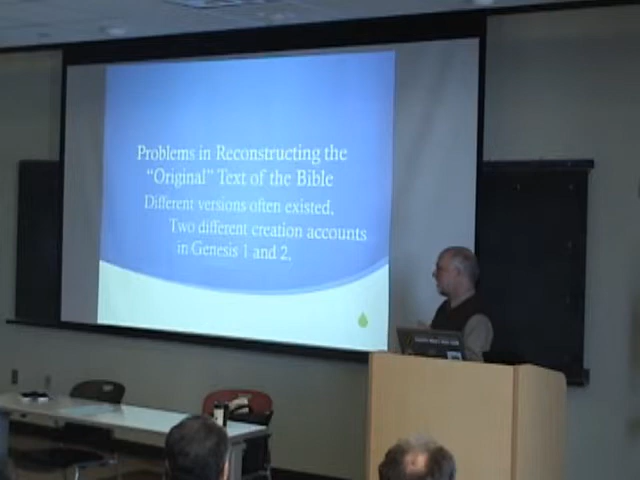 Problems in Reconstructing the
“Original” Text of the Bible
Different versions often existed.
Two different creation accounts
in Genesis 1 and 2.